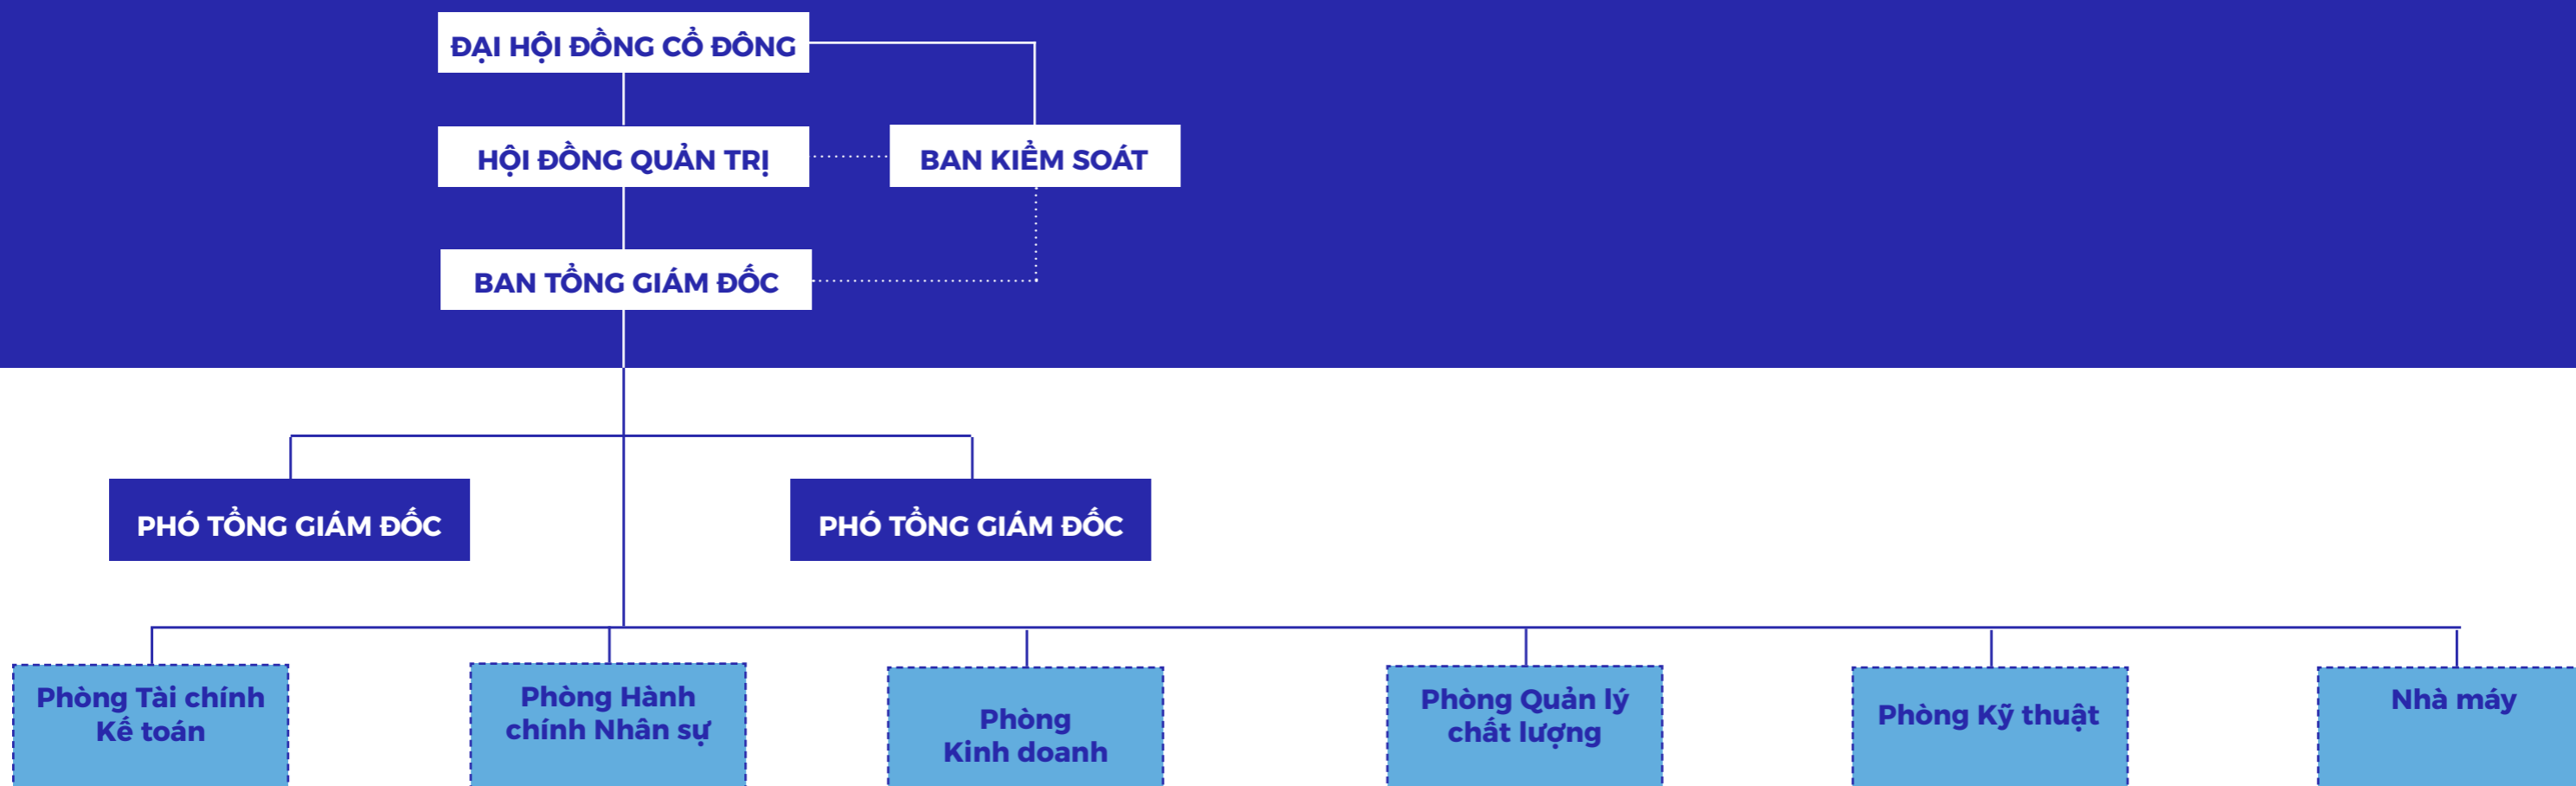 ĐẠI HỘI ĐỒNG CỔ ĐÔNG
HỘI ĐỒNG QUẢN TRỊ
BAN KIỂM SOÁT
BAN TỔNG GIÁM ĐỐC
PHÓ TỔNG GIÁM ĐỐC
PHÓ TỔNG GIÁM ĐỐC
Phòng Tài chính
Kế toán
Phòng Hành
chính Nhân sự
Phòng
Kinh doanh
Phòng Quản lý
chất lượng
Phòng Kỹ thuật
Nhà máy